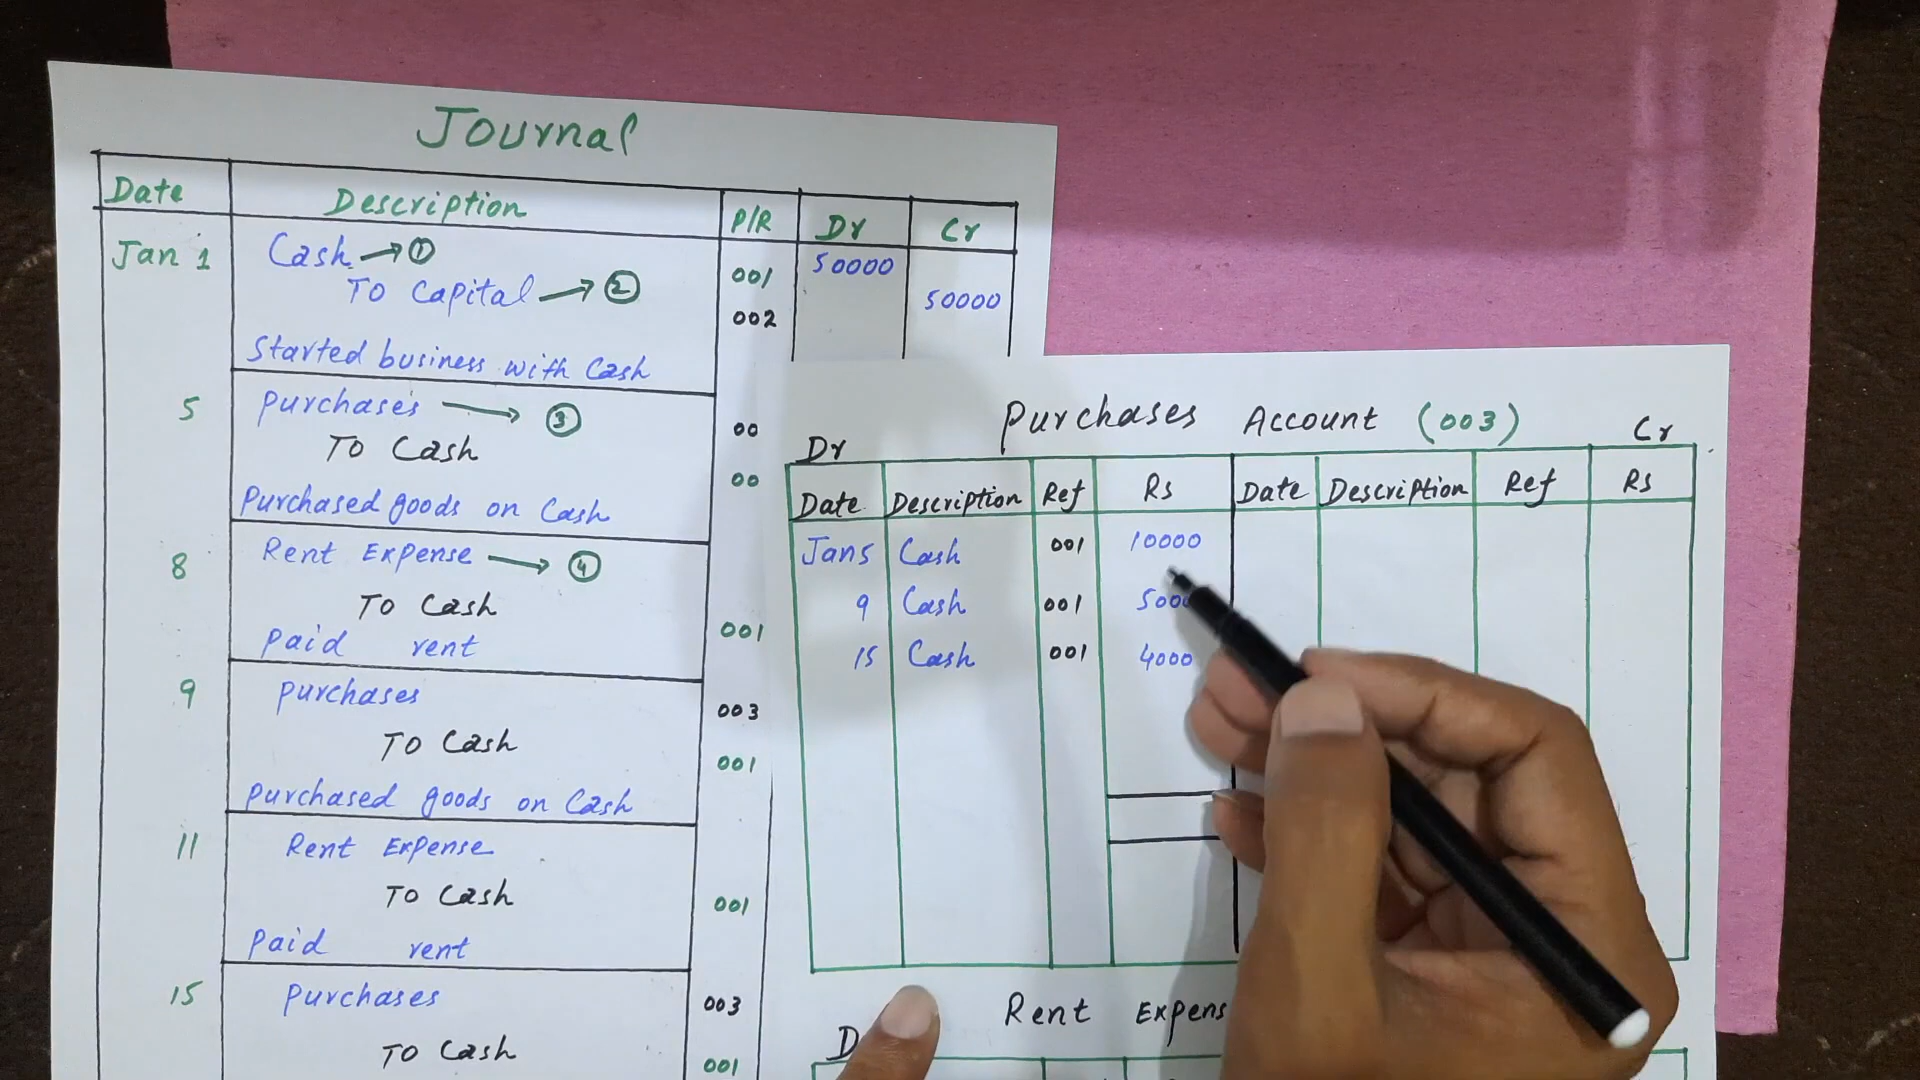 Journal
Date Description P/R Dr Cr
Jan 1 Cash → ① 001 50000
To Capital → ② 002 50000
Started business with Cash
5 Purchases → ③ 00
To Cash 00
Purchased goods on Cash
8 Rent Expense → ④
To Cash 001
Paid rent
9 Purchases 003
To Cash 001
Purchased goods on Cash
11 Rent Expense
To Cash 001
Paid rent
15 Purchases 003
To Cash 001
Purchases Account (003)
Dr Cr
Date Description Ref Rs Date Description Ref Rs
Jan 5 Cash 001 10000
9 Cash 001 5000
15 Cash 001 4000
Rent Expens
D